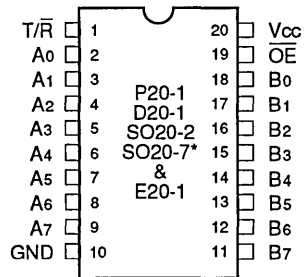 T/R̅ 1 20 Vcc
A0 2 19 O̅E̅
A1 3 18 B0
A2 4 P20-1 17 B1
A3 5 D20-1 16 B2
SO20-2
A4 6 SO20-7* 15 B3
A5 7 & 14 B4
A6 8 E20-1 13 B5
A7 9 12 B6
GND 10 11 B7